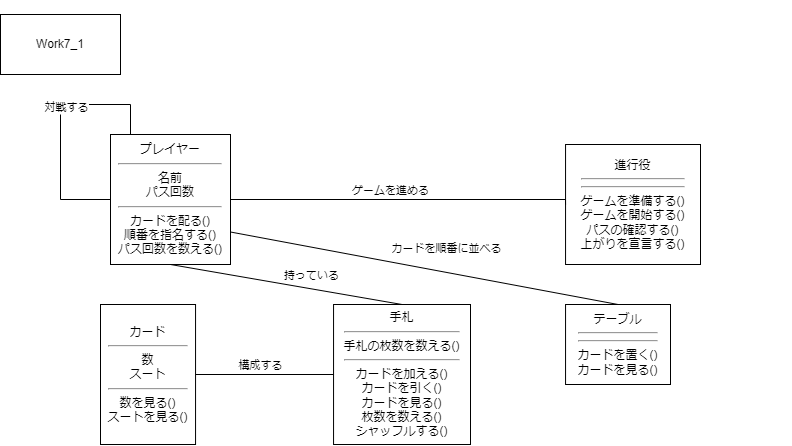 Work7_1
対戦する
プレイヤー
名前
パス回数
カードを配る()
順番を指名する()
パス回数を数える()
ゲームを進める
進行役
ゲームを準備する()
ゲームを開始する()
パスの確認する()
上がりを宣言する()
カードを順番に並べる
持っている
カード
数
スート
数を見る()
スートを見る()
構成する
手札
手札の枚数を数える()
カードを加える()
カードを引く()
カードを見る()
枚数を数える()
シャッフルする()
テーブル
カードを置く()
カードを見る()